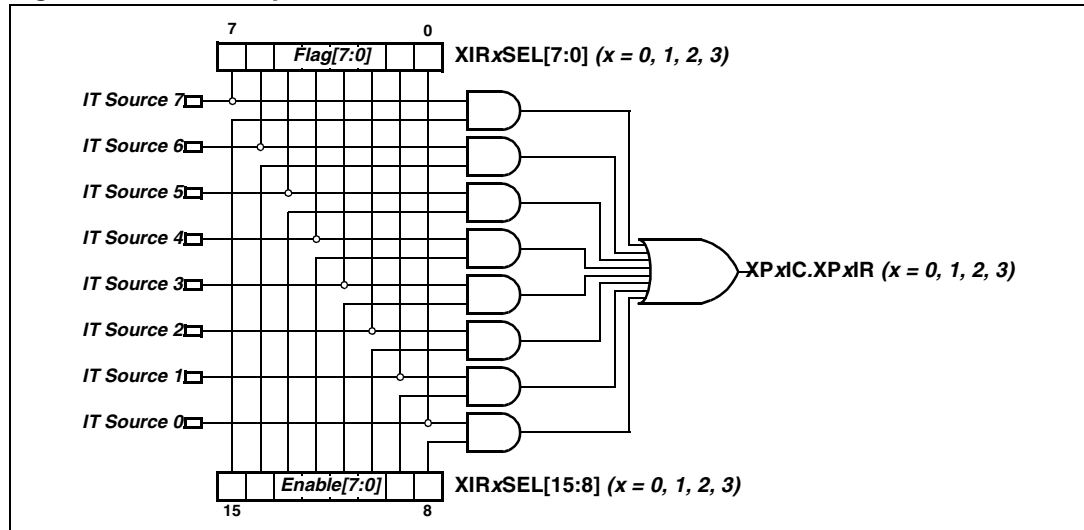 7 0
Flag[7:0] XIRxSEL[7:0] (x = 0, 1, 2, 3)
IT Source 7
IT Source 6
IT Source 5
IT Source 4
IT Source 3
XPxIC.XPxIR (x = 0, 1, 2, 3)
IT Source 2
IT Source 1
IT Source 0
Enable[7:0] XIRxSEL[15:8] (x = 0, 1, 2, 3)
15 8